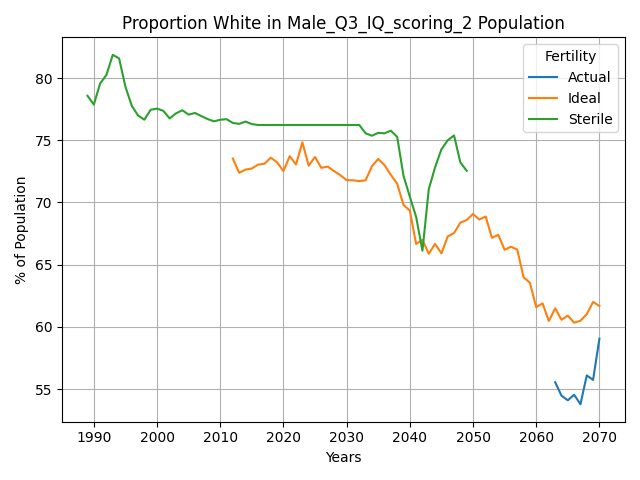 Proportion White in Male_Q3_IQ_scoring_2 Population
Fertility
Actual
Ideal
Sterile
% of Population
80
75
70
65
60
55
1990 2000 2010 2020 2030 2040 2050 2060 2070
Years